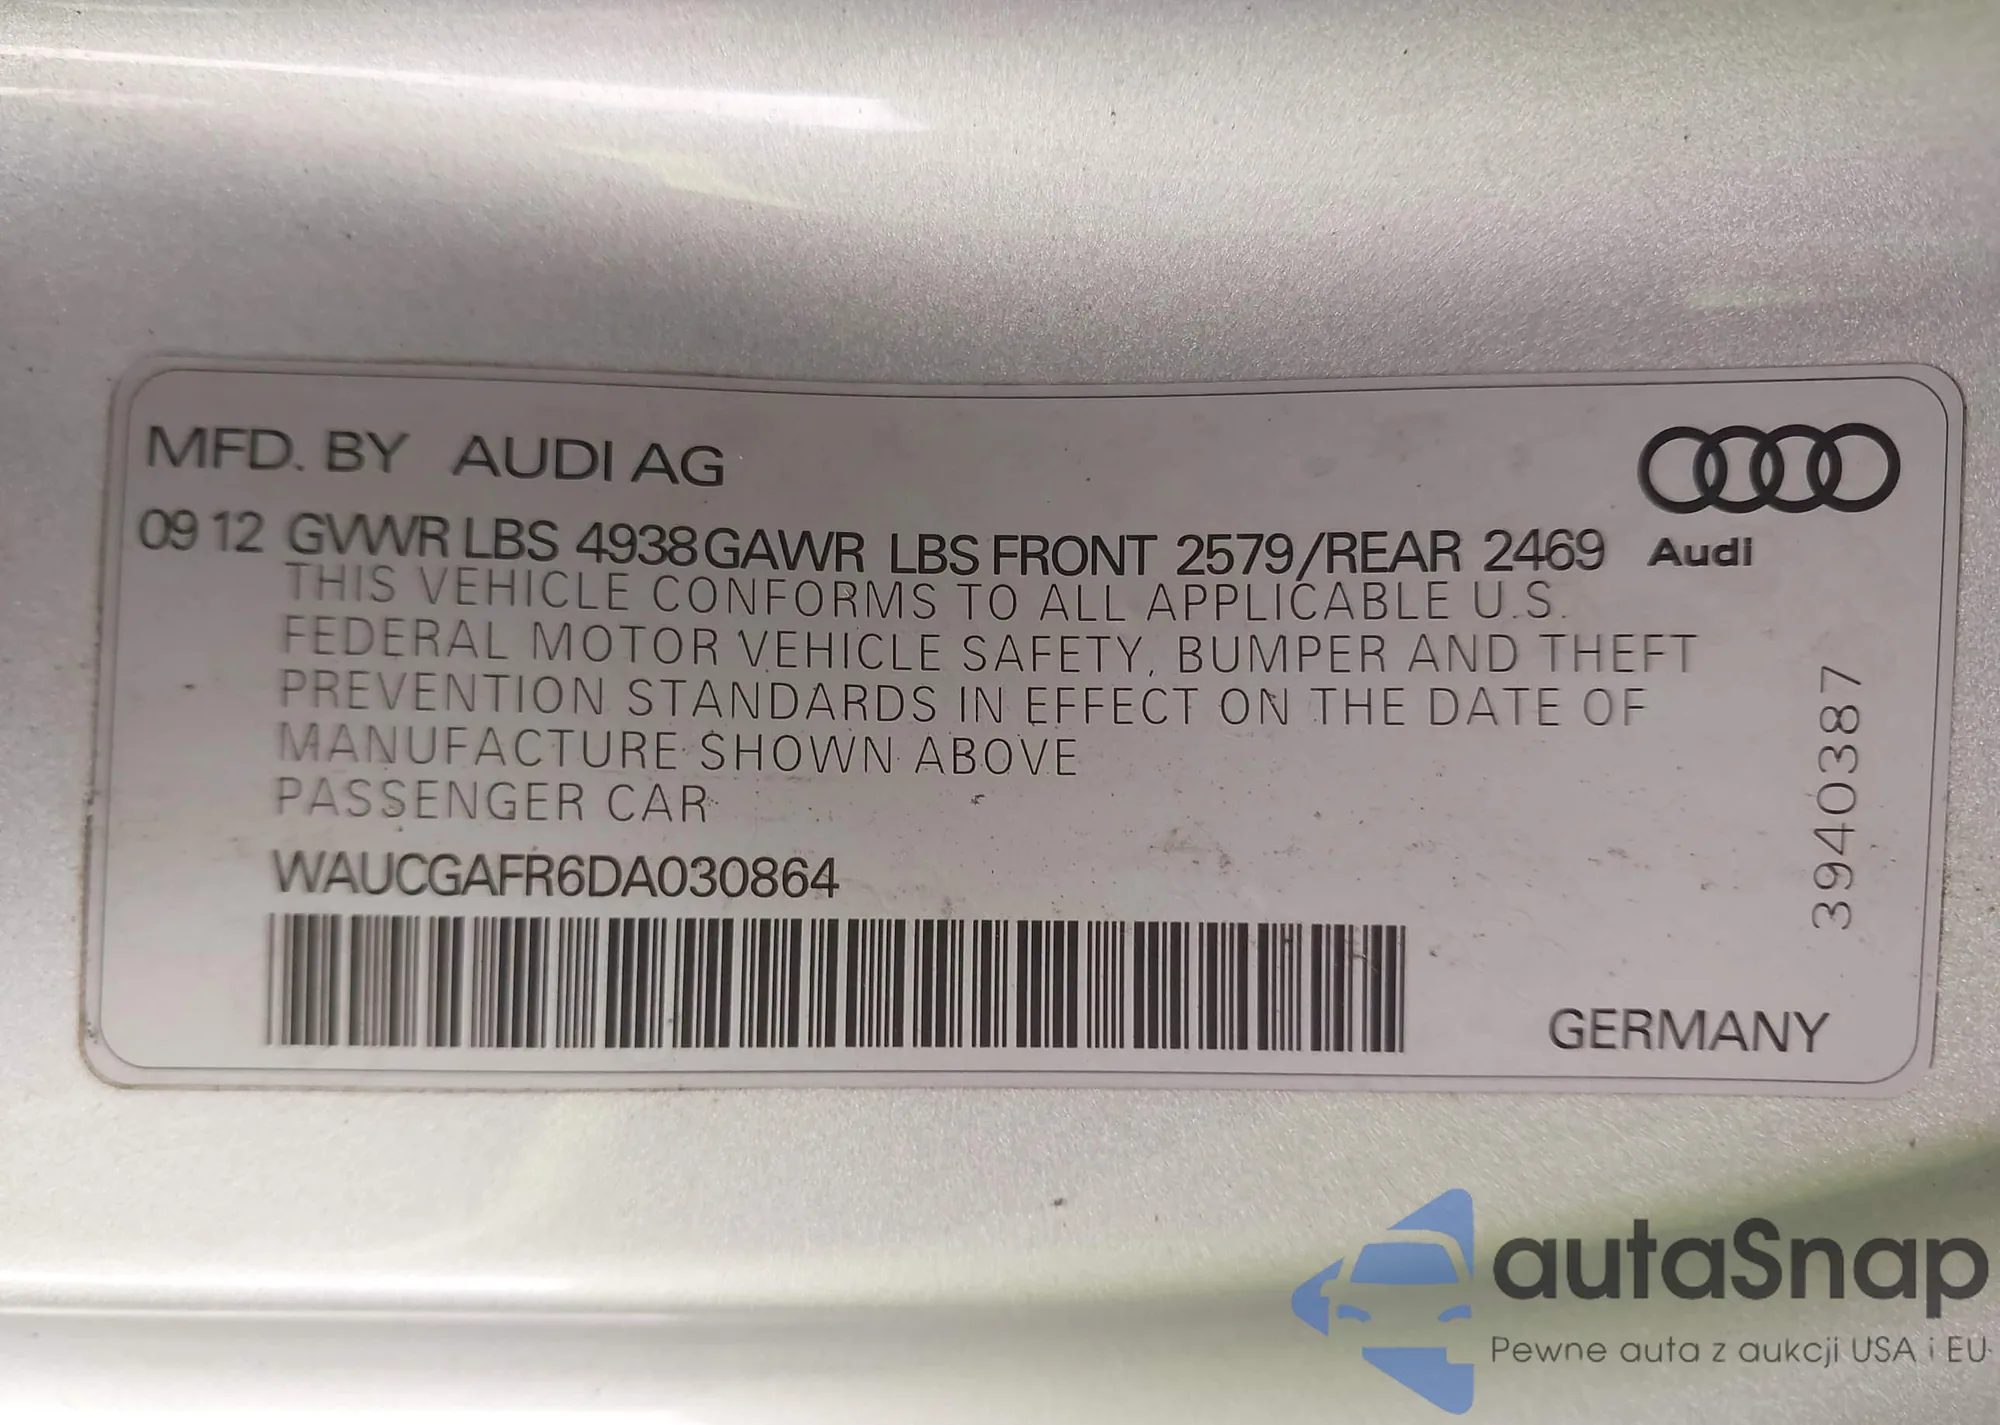 MFD. BY AUDI AG
09 12 GVWR LBS 4938 GAWR LBS FRONT 2579/REAR 2469 Audi
THIS VEHICLE CONFORMS TO ALL APPLICABLE U.S.
FEDERAL MOTOR VEHICLE SAFETY, BUMPER AND THEFT
PREVENTION STANDARDS IN EFFECT ON THE DATE OF
MANUFACTURE SHOWN ABOVE
PASSENGER CAR
WAUCGAFR6DA030864
3940387
GERMANY
autaSnap
Pewne auta z aukcji USA i EU